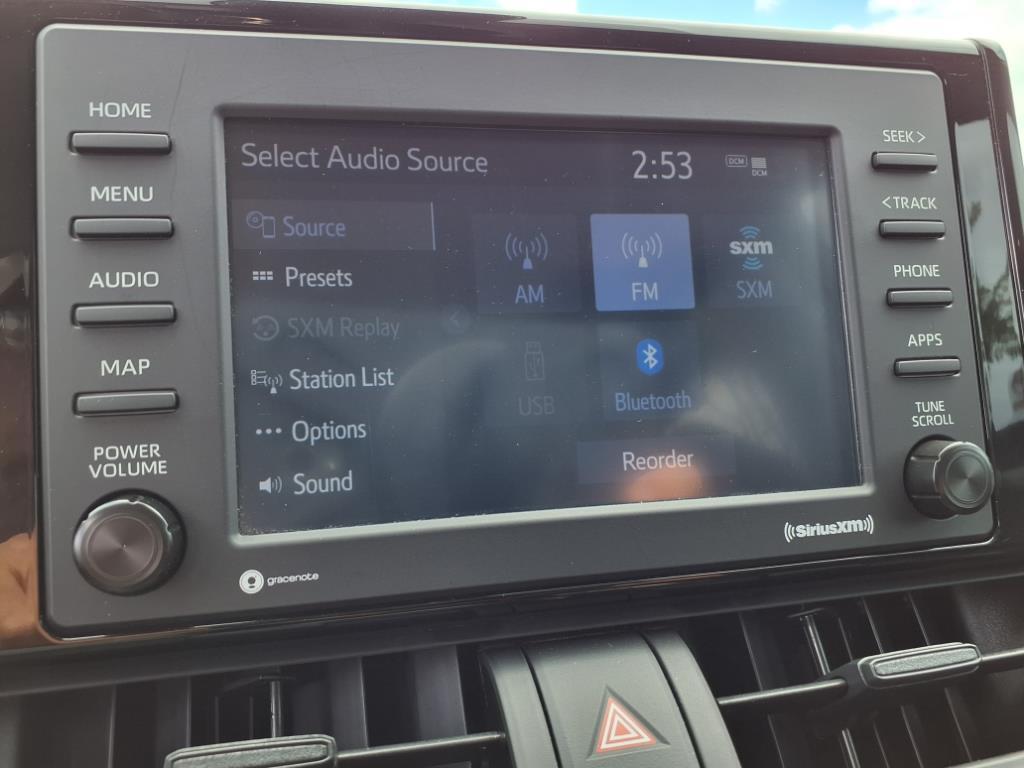 HOME
MENU
AUDIO
MAP
POWER
VOLUME
Select Audio Source
2:53
DCM
DCM
Source
Presets
SXM Replay
Station List
Options
Sound
AM
FM
sxm
SXM
USB
Bluetooth
Reorder
SEEK >
< TRACK
PHONE
APPS
TUNE
SCROLL
gracenote
((SiriusXM))